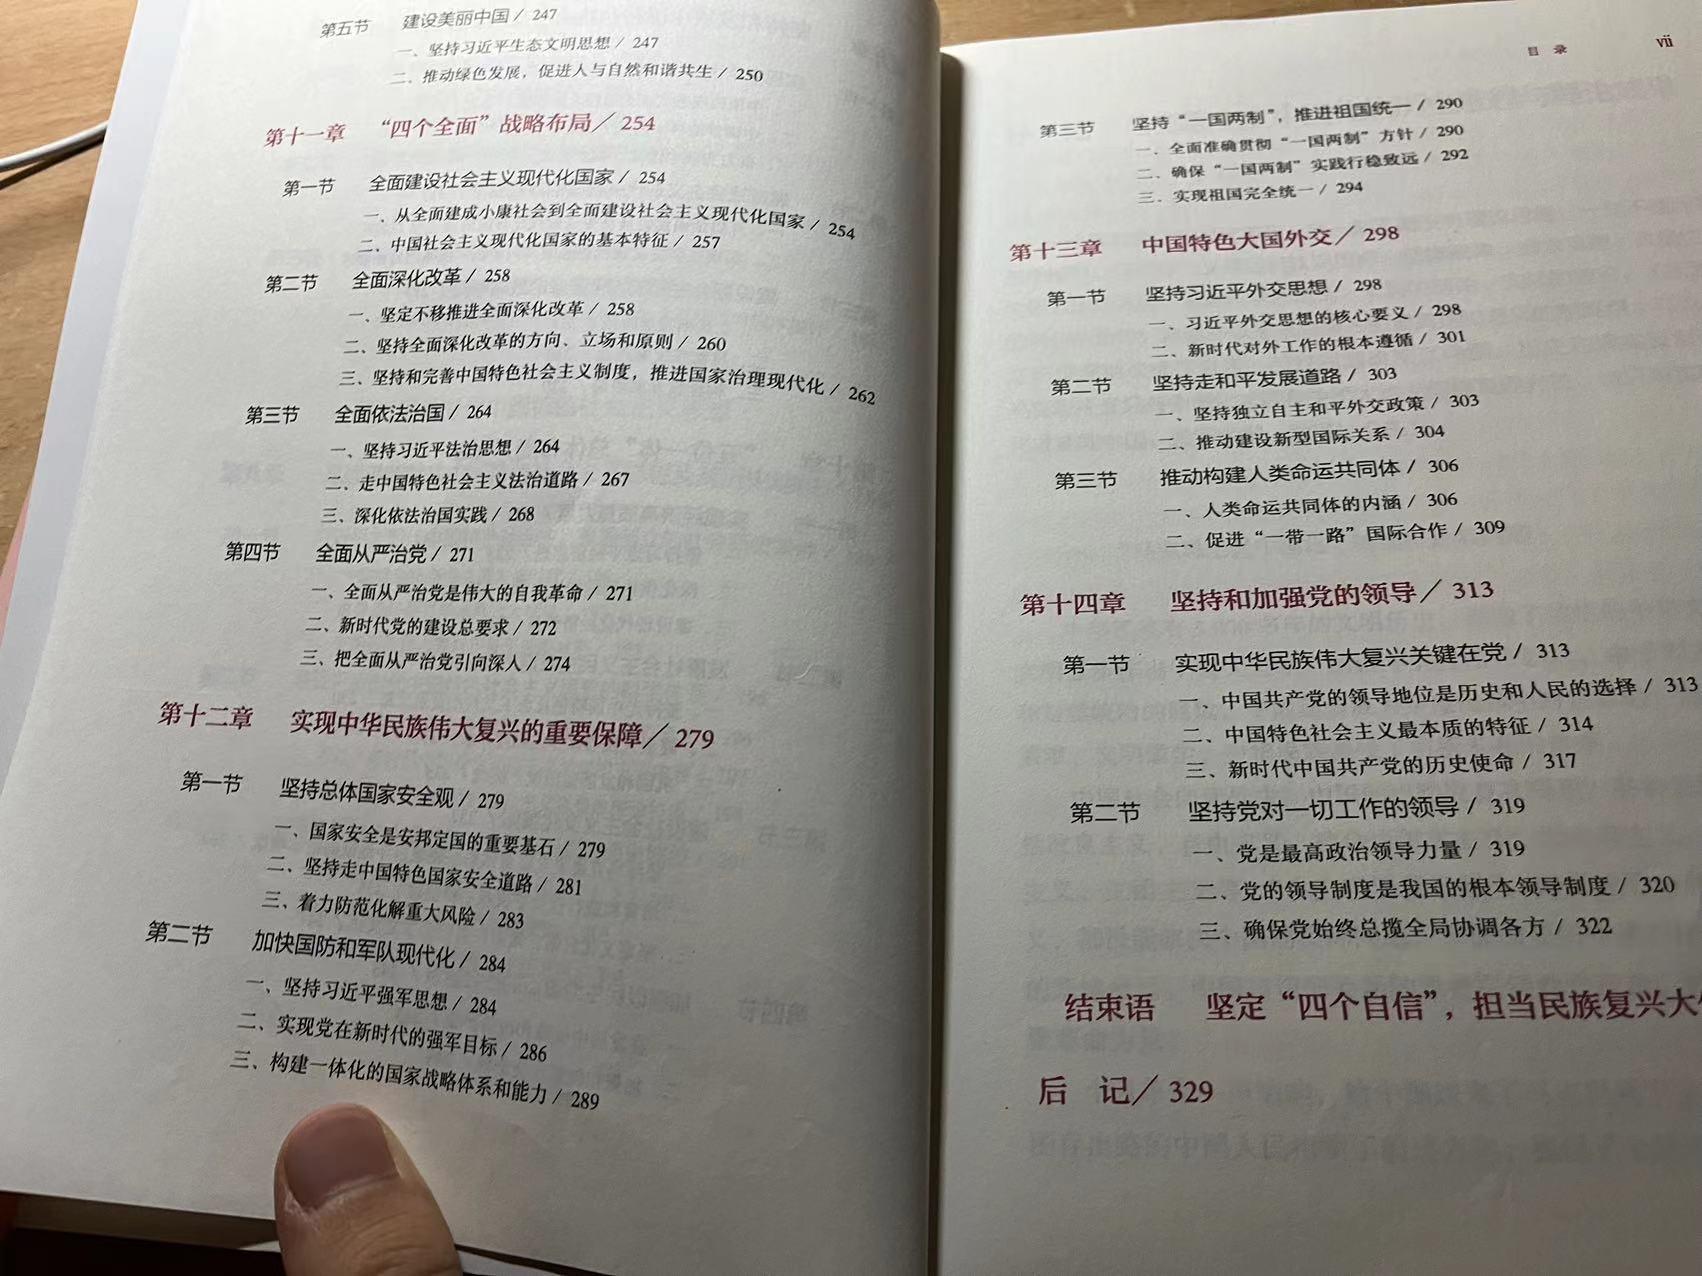 第五节 建设美丽中国 / 247
一、坚持习近平生态文明思想 / 247
二、推动绿色发展，促进人与自然和谐共生 / 250
第十一章 “四个全面”战略布局 / 254
第一节 全面建设社会主义现代化国家 / 254
一、从全面建成小康社会到全面建设社会主义现代化国家 / 254
二、中国社会主义现代化国家的基本特征 / 257
第二节 全面深化改革 / 258
一、坚定不移推进全面深化改革 / 258
二、坚持全面深化改革的方向、立场和原则 / 260
三、坚持和完善中国特色社会主义制度，推进国家治理现代化 / 262
第三节 全面依法治国 / 264
一、坚持习近平法治思想 / 264
二、走中国特色社会主义法治道路 / 267
三、深化依法治国实践 / 268
第四节 全面从严治党 / 271
一、全面从严治党是伟大的自我革命 / 271
二、新时代党的建设总要求 / 272
三、把全面从严治党引向深入 / 274
第十二章 实现中华民族伟大复兴的重要保障 / 279
第一节 坚持总体国家安全观 / 279
一、国家安全是安邦定国的重要基石 / 279
二、坚持走中国特色国家安全道路 / 281
三、着力防范化解重大风险 / 283
第二节 加快国防和军队现代化 / 284
一、坚持习近平强军思想 / 284
二、实现党在新时代的强军目标 / 286
三、构建一体化的国家战略体系和能力 / 289
目 录 vii
第三节 坚持“一国两制”，推进祖国统一 / 290
一、全面准确贯彻“一国两制”方针 / 290
二、确保“一国两制”实践行稳致远 / 292
三、实现祖国完全统一 / 294
第十三章 中国特色大国外交 / 298
第一节 坚持习近平外交思想 / 298
一、习近平外交思想的核心要义 / 298
二、新时代对外工作的根本遵循 / 301
第二节 坚持走和平发展道路 / 303
一、坚持独立自主和平外交政策 / 303
二、推动建设新型国际关系 / 304
第三节 推动构建人类命运共同体 / 306
一、人类命运共同体的内涵 / 306
二、促进“一带一路”国际合作 / 309
第十四章 坚持和加强党的领导 / 313
第一节 实现中华民族伟大复兴关键在党 / 313
一、中国共产党的领导地位是历史和人民的选择 / 313
二、中国特色社会主义最本质的特征 / 314
三、新时代中国共产党的历史使命 / 317
第二节 坚持党对一切工作的领导 / 319
一、党是最高政治领导力量 / 319
二、党的领导制度是我国的根本领导制度 / 320
三、确保党始终总揽全局协调各方 / 322
结束语 坚定“四个自信”，担当民族复兴大
后 记 / 329